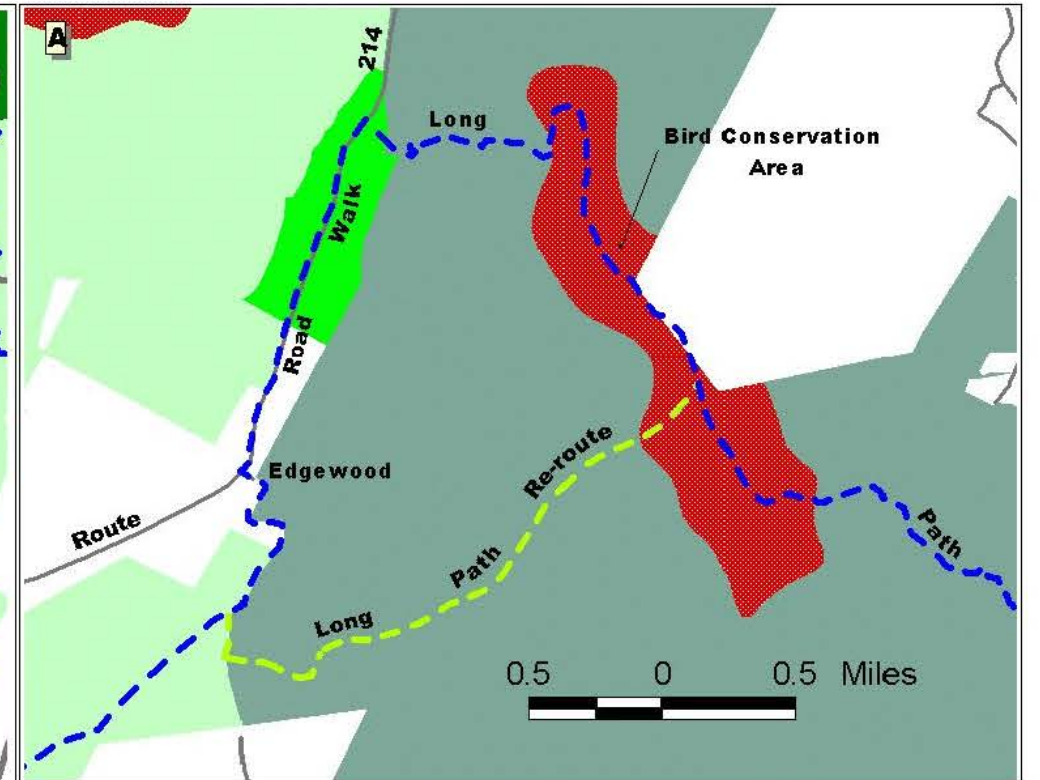 A
214
Long
Bird Conservation
Area
Walk
Road
Edgewood
Route
Re-route
Path
Long
Path
0.5 0 0.5 Miles